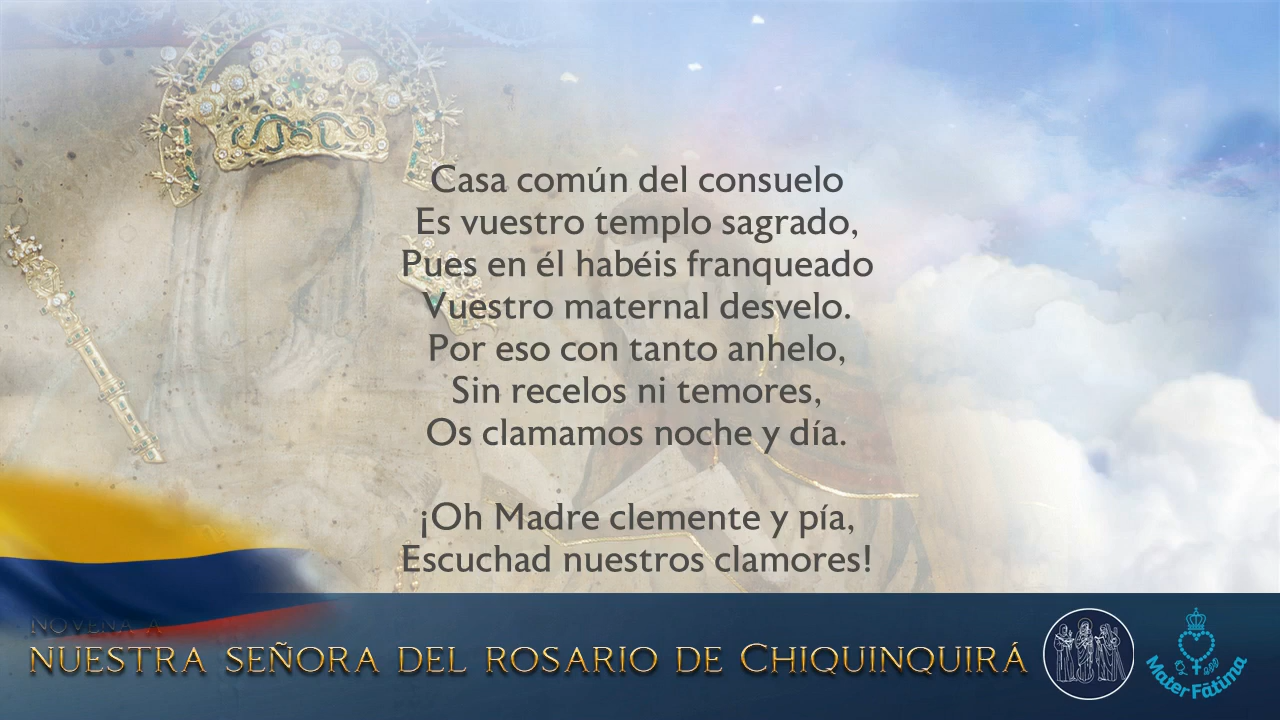 Casa común del consuelo
Es vuestro templo sagrado,
Pues en él habéis franqueado
Vuestro maternal desvelo.
Por eso con tanto anhelo,
Sin recelos ni temores,
Os clamamos noche y día.
¡Oh Madre clemente y pía,
Escuchad nuestros clamores!
NOVENA A
NUESTRA SEÑORA DEL ROSARIO DE CHIQUINQUIRÁ
Mater Fátima